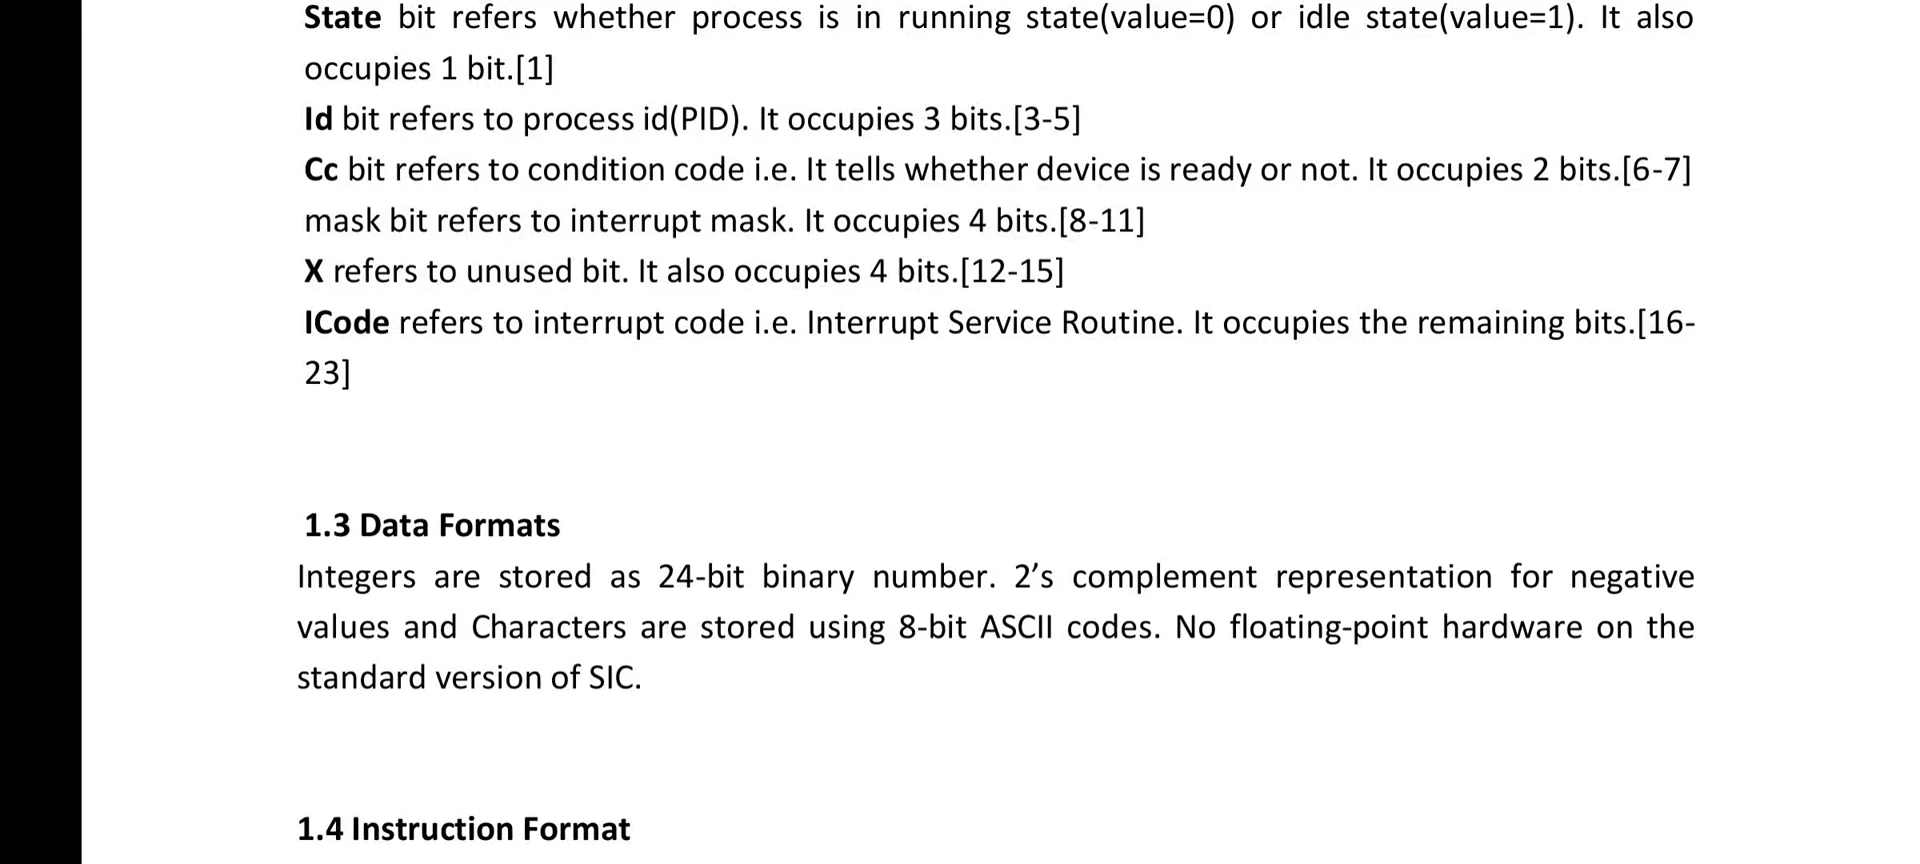 State bit refers whether process is in running state(value=0) or idle state(value=1). It also
occupies 1 bit.[1]
Id bit refers to process id(PID). It occupies 3 bits.[3-5]
Cc bit refers to condition code i.e. It tells whether device is ready or not. It occupies 2 bits.[6-7]
mask bit refers to interrupt mask. It occupies 4 bits.[8-11]
X refers to unused bit. It also occupies 4 bits.[12-15]
ICode refers to interrupt code i.e. Interrupt Service Routine. It occupies the remaining bits.[16-
23]
1.3 Data Formats
Integers are stored as 24-bit binary number. 2’s complement representation for negative
values and Characters are stored using 8-bit ASCII codes. No floating-point hardware on the
standard version of SIC.
1.4 Instruction Format